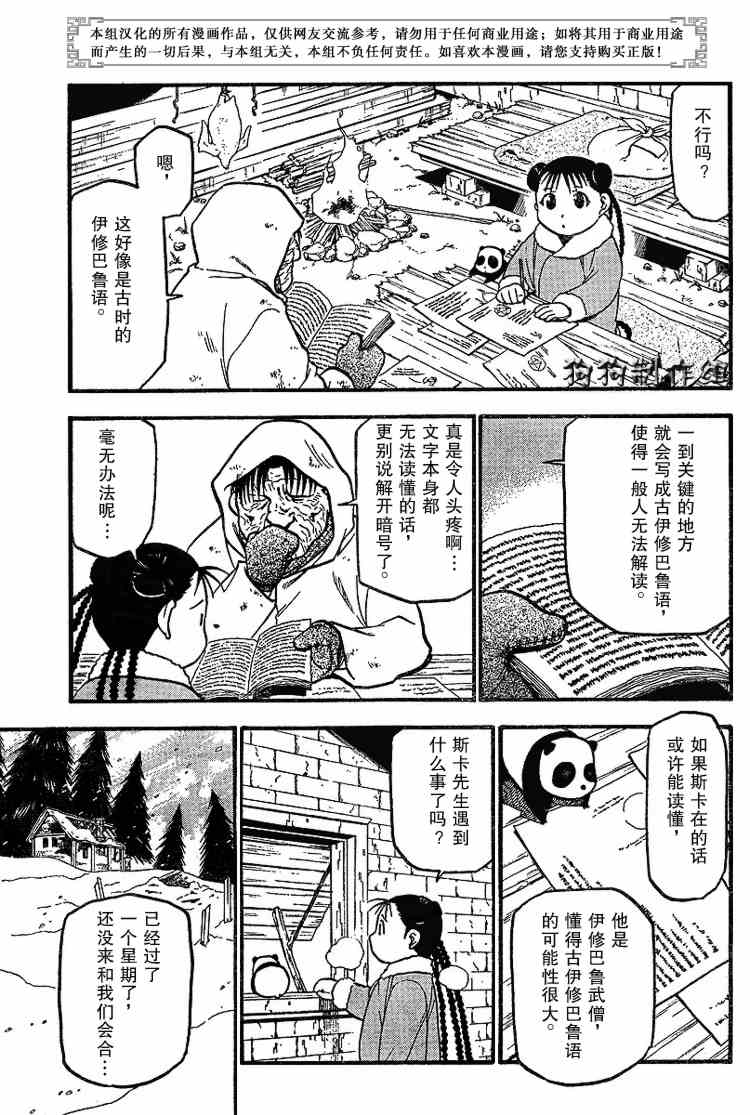 本组汉化的所有漫画作品，仅供网友交流参考，请勿用于任何商业用途；如将其用于商业用途
而产生的一切后果，与本组无关，本组不负任何责任。如喜欢本漫画，请您支持购买正版！
不行吗？
嗯，
这好像是古时的
伊修巴鲁语。
狗狗制作组
一到关键的地方
就会写成古伊修巴鲁语，
使得一般人无法解读。
真是令人头疼啊…
文字本身都
无法读懂的话，
更别说解开暗号了。
毫无办法呢…
如果斯卡在的话
或许能读懂，
他是
伊修巴鲁武僧，
懂得古伊修巴鲁语
的可能性很大。
斯卡先生遇到
什么事了吗？
已经过了
一个星期了，
还没来和我们会合…